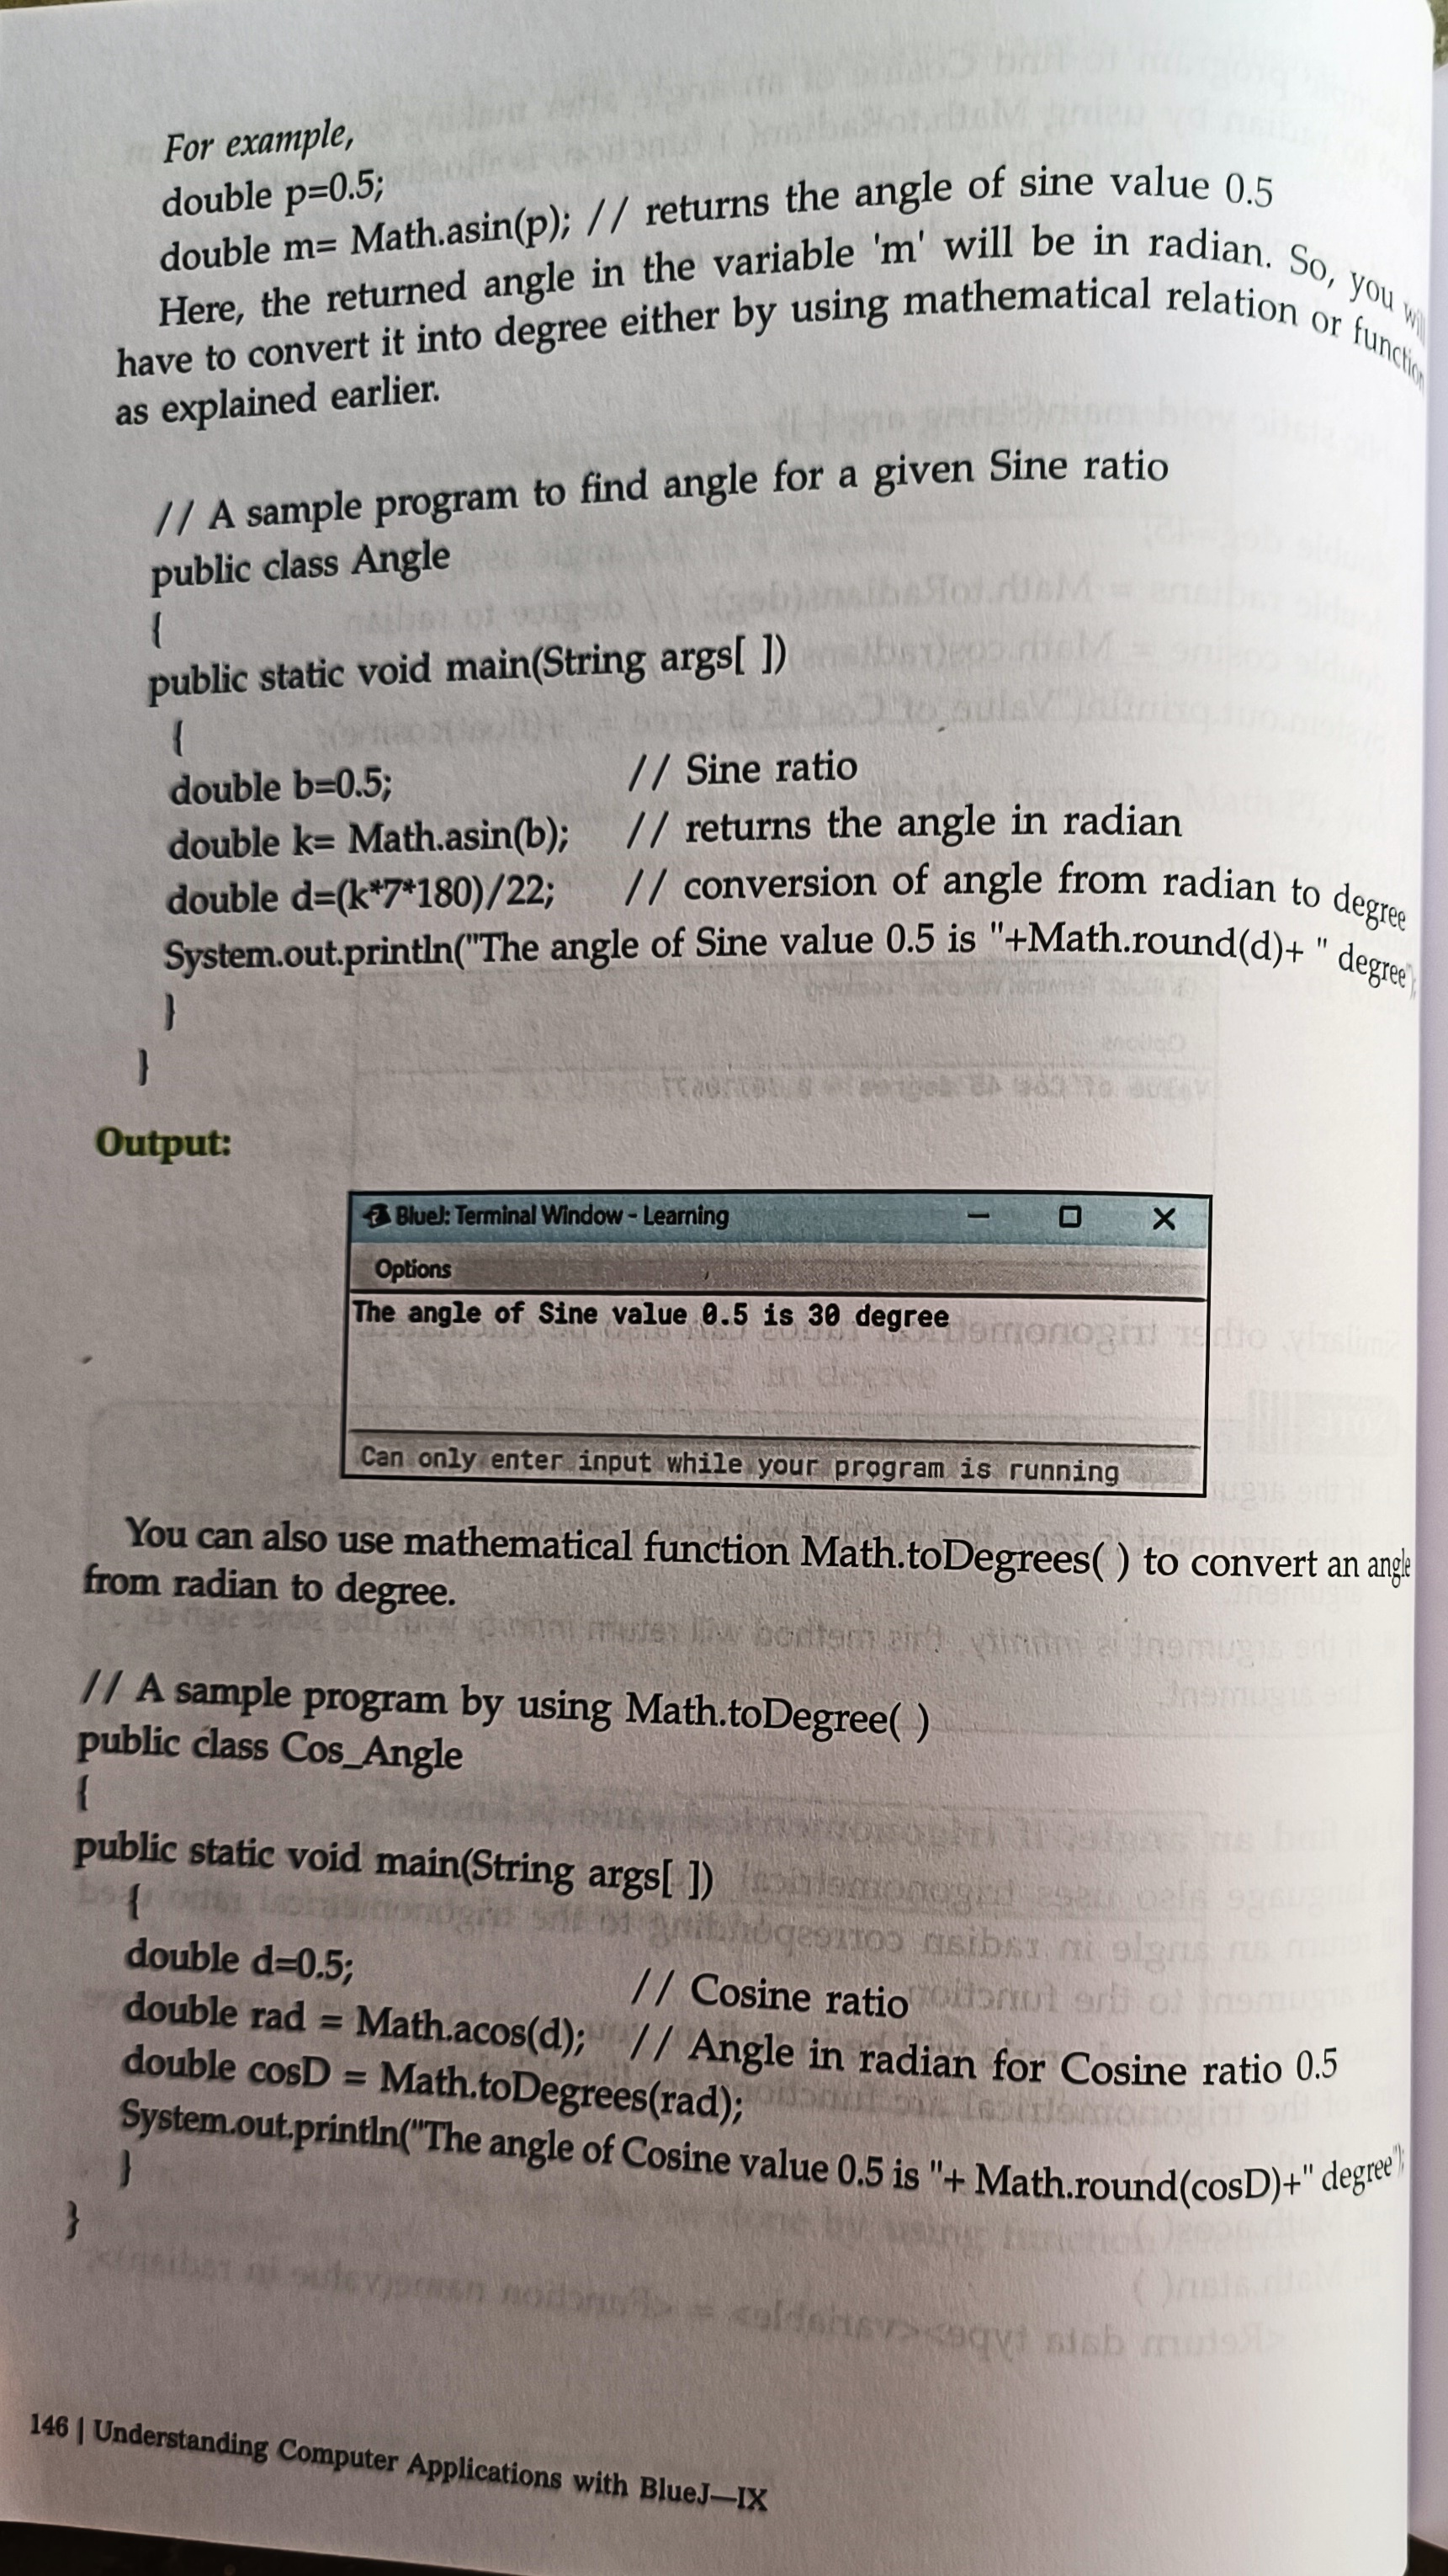 For example,
double p=0.5;
double m= Math.asin(p); // returns the angle of sine value 0.5
Here, the returned angle in the variable 'm' will be in radian. So, you will
have to convert it into degree either by using mathematical relation or function
as explained earlier.
// A sample program to find angle for a given Sine ratio
public class Angle
{
public static void main(String args[ ])
{
double b=0.5; // Sine ratio
double k= Math.asin(b); // returns the angle in radian
double d=(k*7*180)/22; // conversion of angle from radian to degree
System.out.println("The angle of Sine value 0.5 is "+Math.round(d)+ " degree");
}
}
Output:
BlueJ: Terminal Window - Learning
Options
The angle of Sine value 0.5 is 30 degree
Can only enter input while your program is running
You can also use mathematical function Math.toDegrees( ) to convert an angle
from radian to degree.
// A sample program by using Math.toDegree( )
public class Cos_Angle
{
public static void main(String args[ ])
{
double d=0.5; // Cosine ratio
double rad = Math.acos(d); // Angle in radian for Cosine ratio 0.5
double cosD = Math.toDegrees(rad);
System.out.println("The angle of Cosine value 0.5 is "+ Math.round(cosD)+" degree");
}
}
146 | Understanding Computer Applications with BlueJ—IX